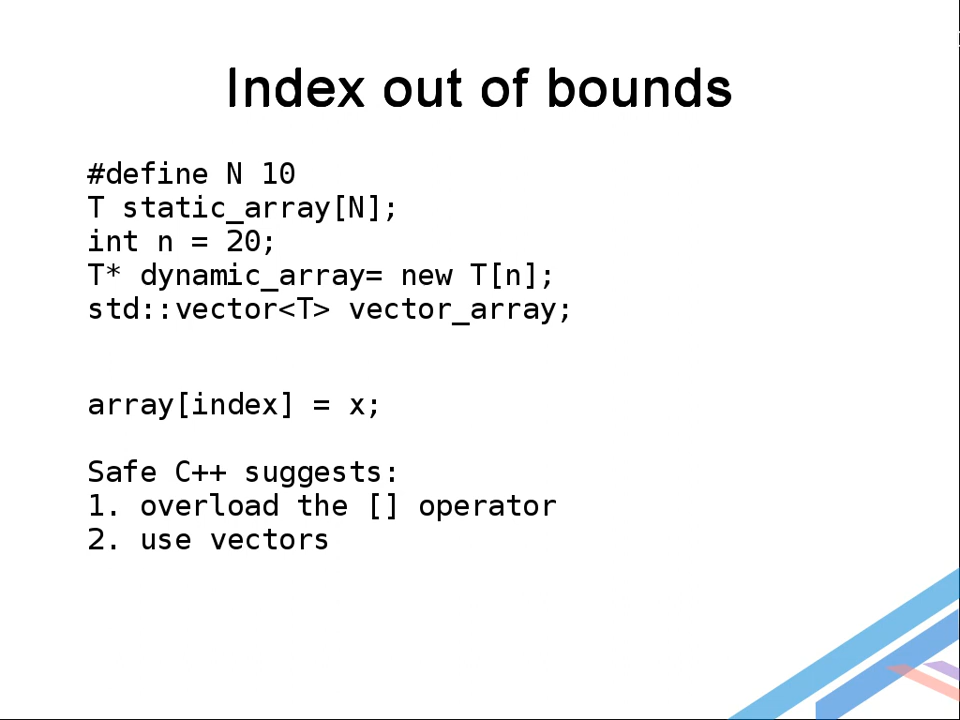 Index out of bounds
#define N 10
T static_array[N];
int n = 20;
T* dynamic_array= new T[n];
std::vector<T> vector_array;
array[index] = x;
Safe C++ suggests:
1. overload the [] operator
2. use vectors